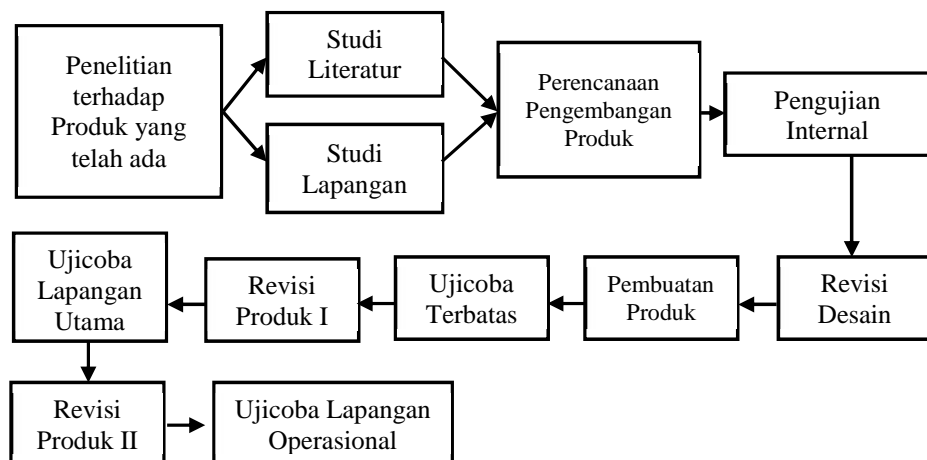 Penelitian
terhadap
Produk yang
telah ada
Studi
Literatur
Studi
Lapangan
Perencanaan
Pengembangan
Produk
Pengujian
Internal
Revisi
Desain
Pembuatan
Produk
Ujicoba
Terbatas
Revisi
Produk I
Ujicoba
Lapangan
Utama
Revisi
Produk II
Ujicoba Lapangan
Operasional